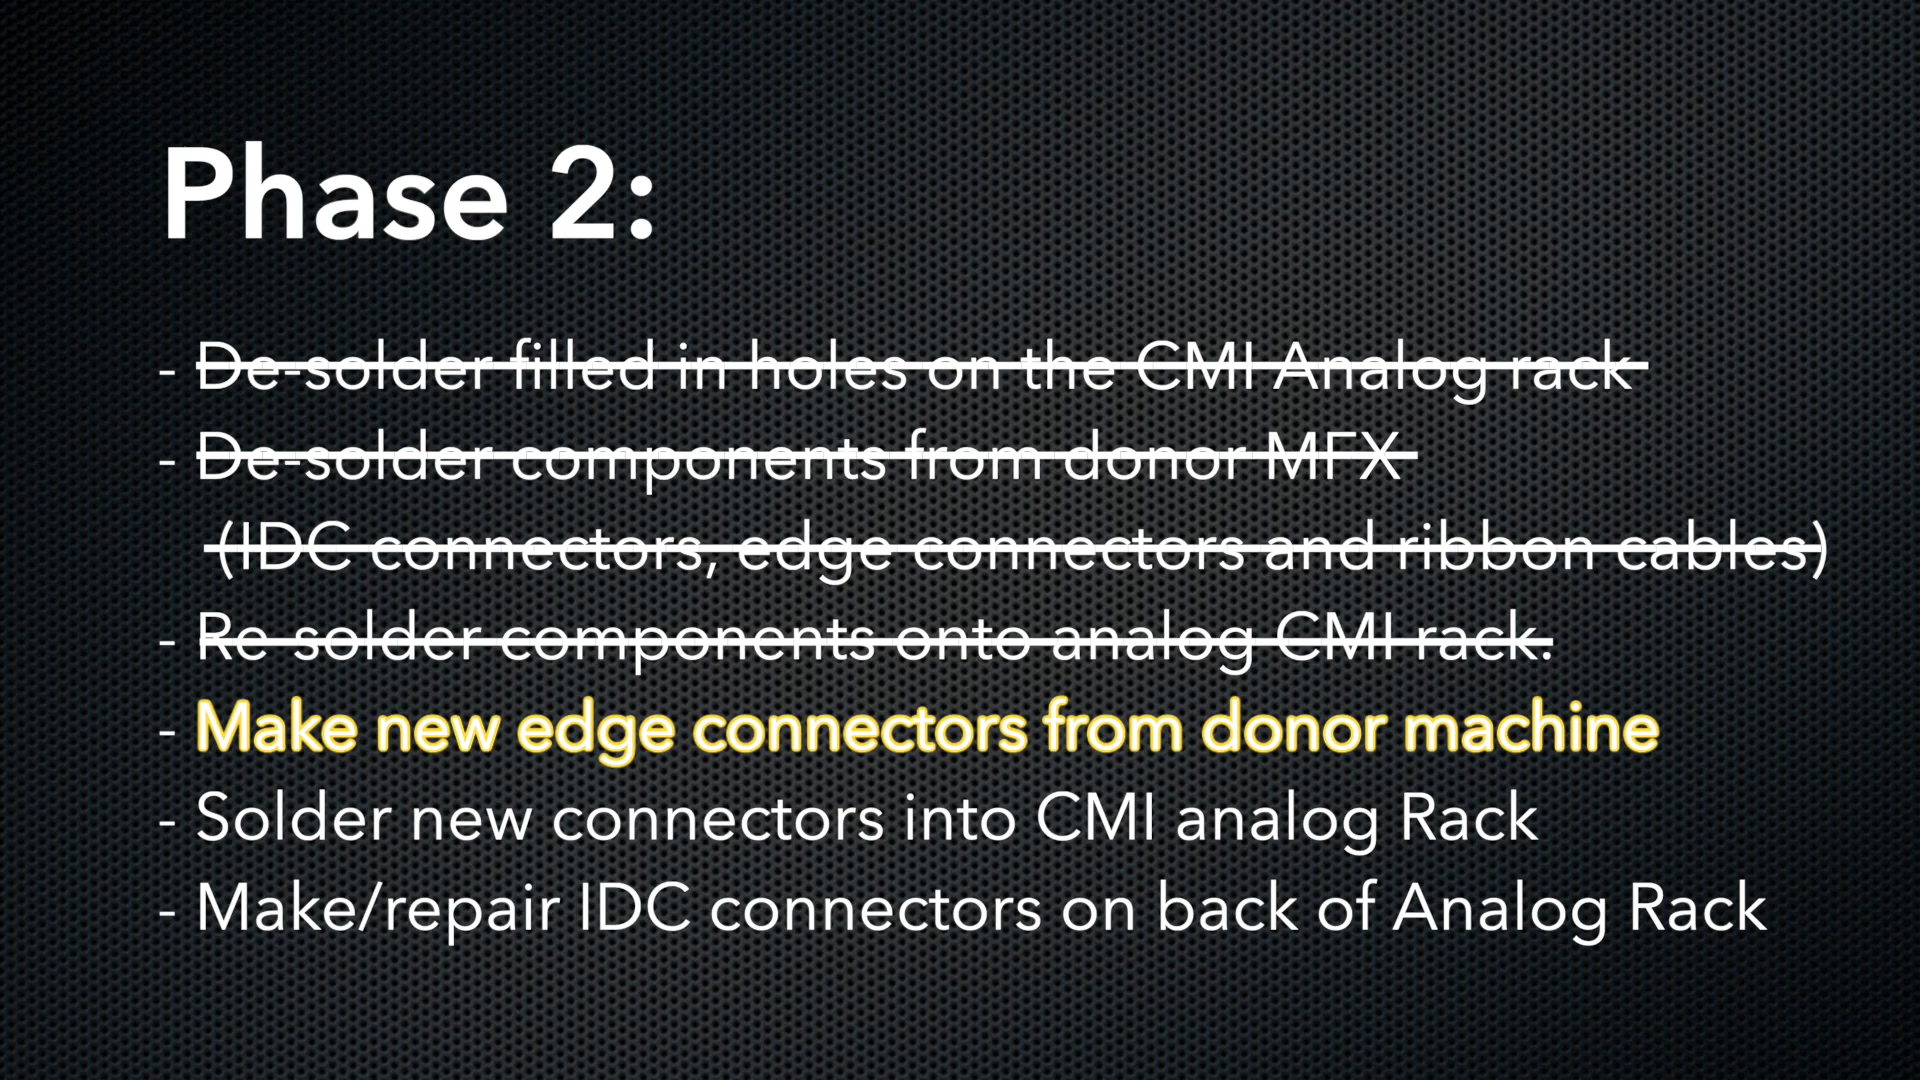 Phase 2:
- De-solder filled in holes on the CMI Analog rack
- De-solder components from donor MFX
(IDC connectors, edge connectors and ribbon cables)
- Re-solder components onto analog CMI rack.
- Make new edge connectors from donor machine
- Solder new connectors into CMI analog Rack
- Make/repair IDC connectors on back of Analog Rack